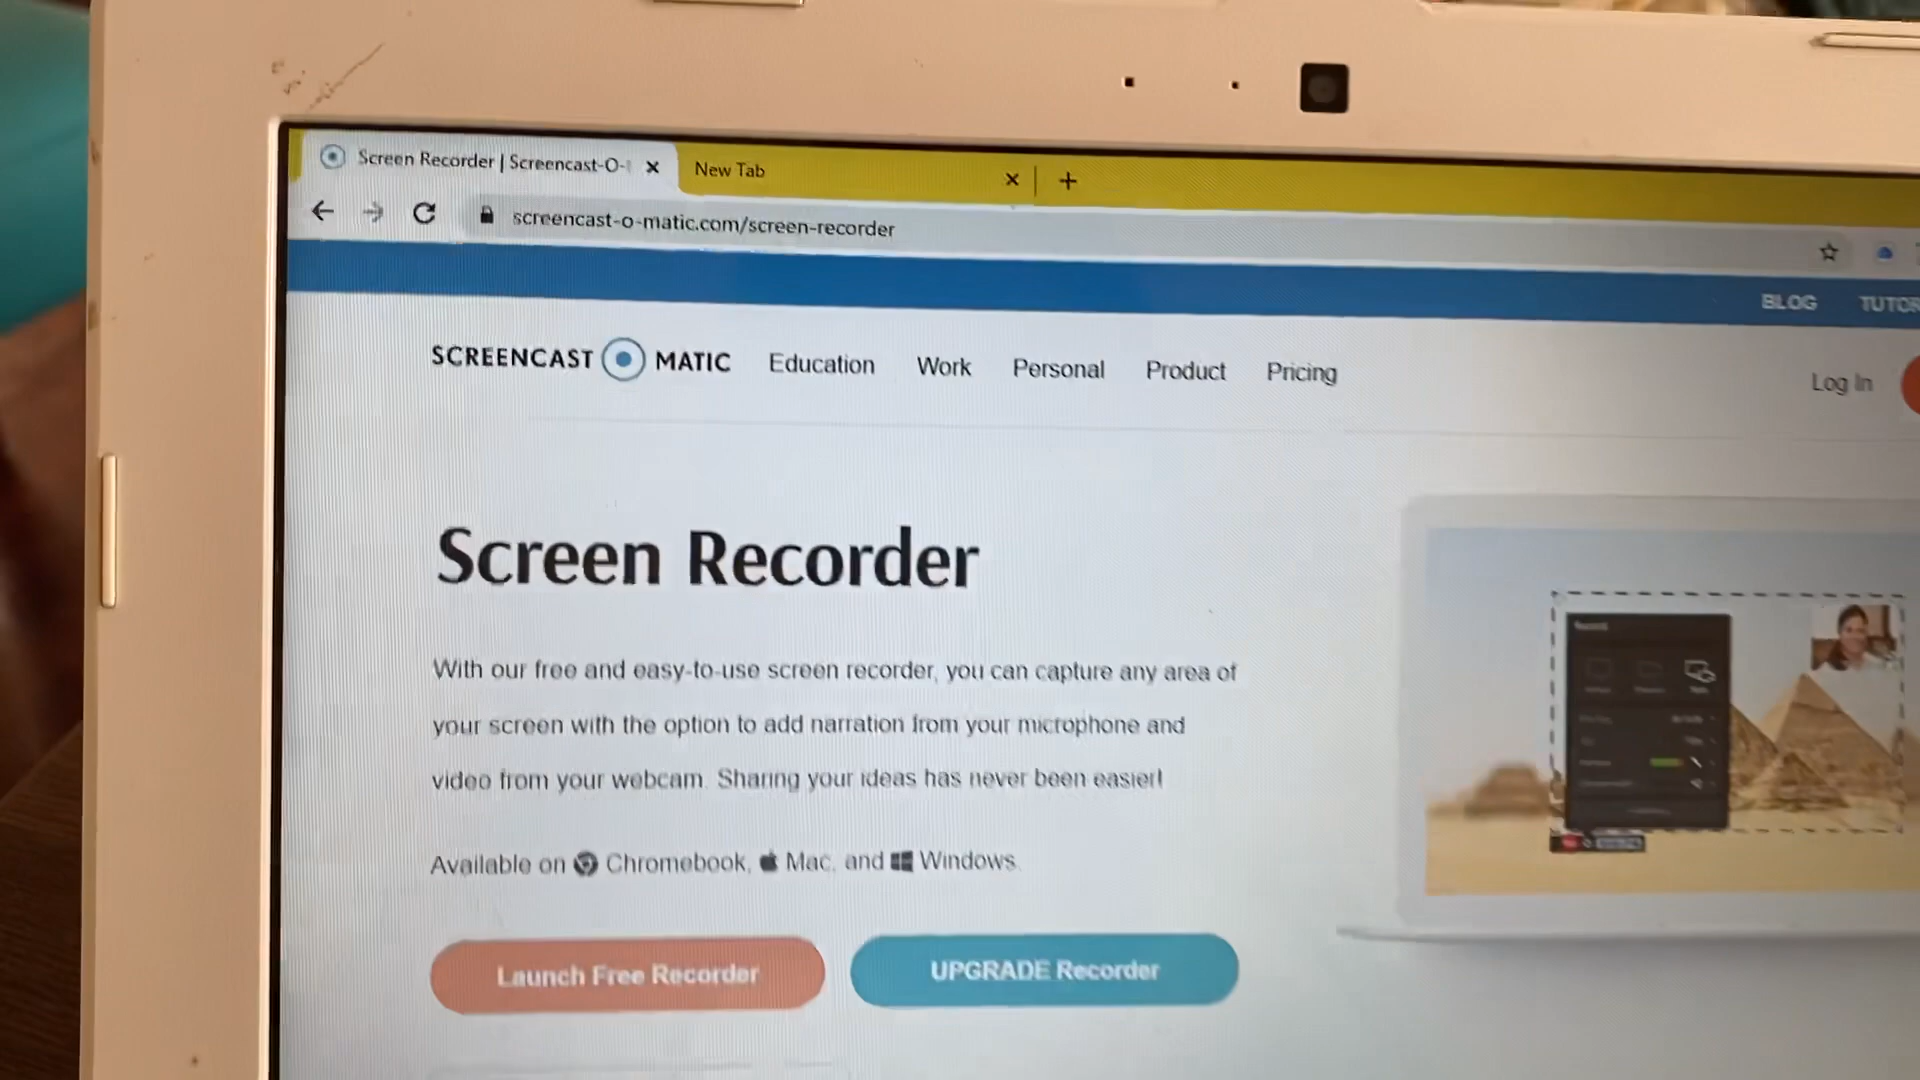 Screen Recorder | Screencast-O-
New Tab
screencast-o-matic.com/screen-recorder
BLOG
SCREENCAST MATIC Education Work Personal Product Pricing
Log In
Screen Recorder
With our free and easy-to-use screen recorder, you can capture any area of
your screen with the option to add narration from your microphone and
video from your webcam. Sharing your ideas has never been easier!
Available on Chromebook, Mac, and Windows.
Launch Free Recorder
UPGRADE Recorder